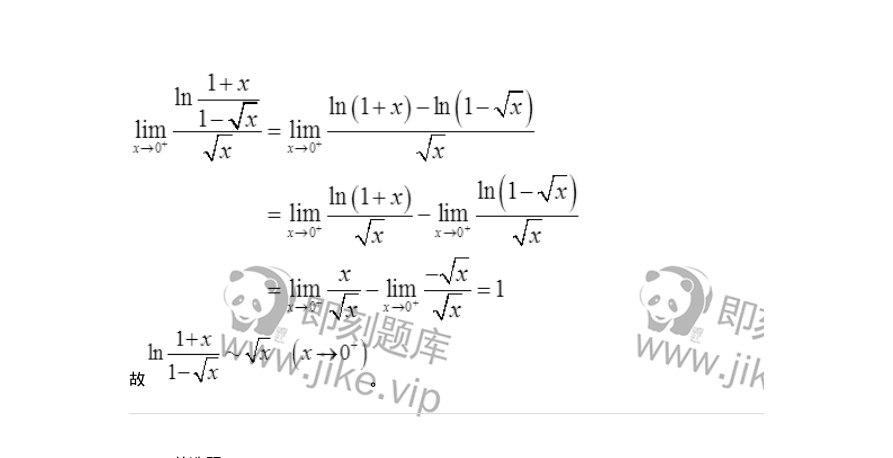 lim_{x→0⁺} (ln((1+x)/(1−√x)))/√x = lim_{x→0⁺} (ln(1+x)−ln(1−√x))/√x
= lim_{x→0⁺} ln(1+x)/√x − lim_{x→0⁺} ln(1−√x)/√x
= lim_{x→0⁺} x/√x − lim_{x→0⁺} (−√x)/√x = 1
故 ln((1+x)/(1−√x)) ~ √x (x→0⁺)。
即刻题库
www.jike.vip
即刻
www.jik